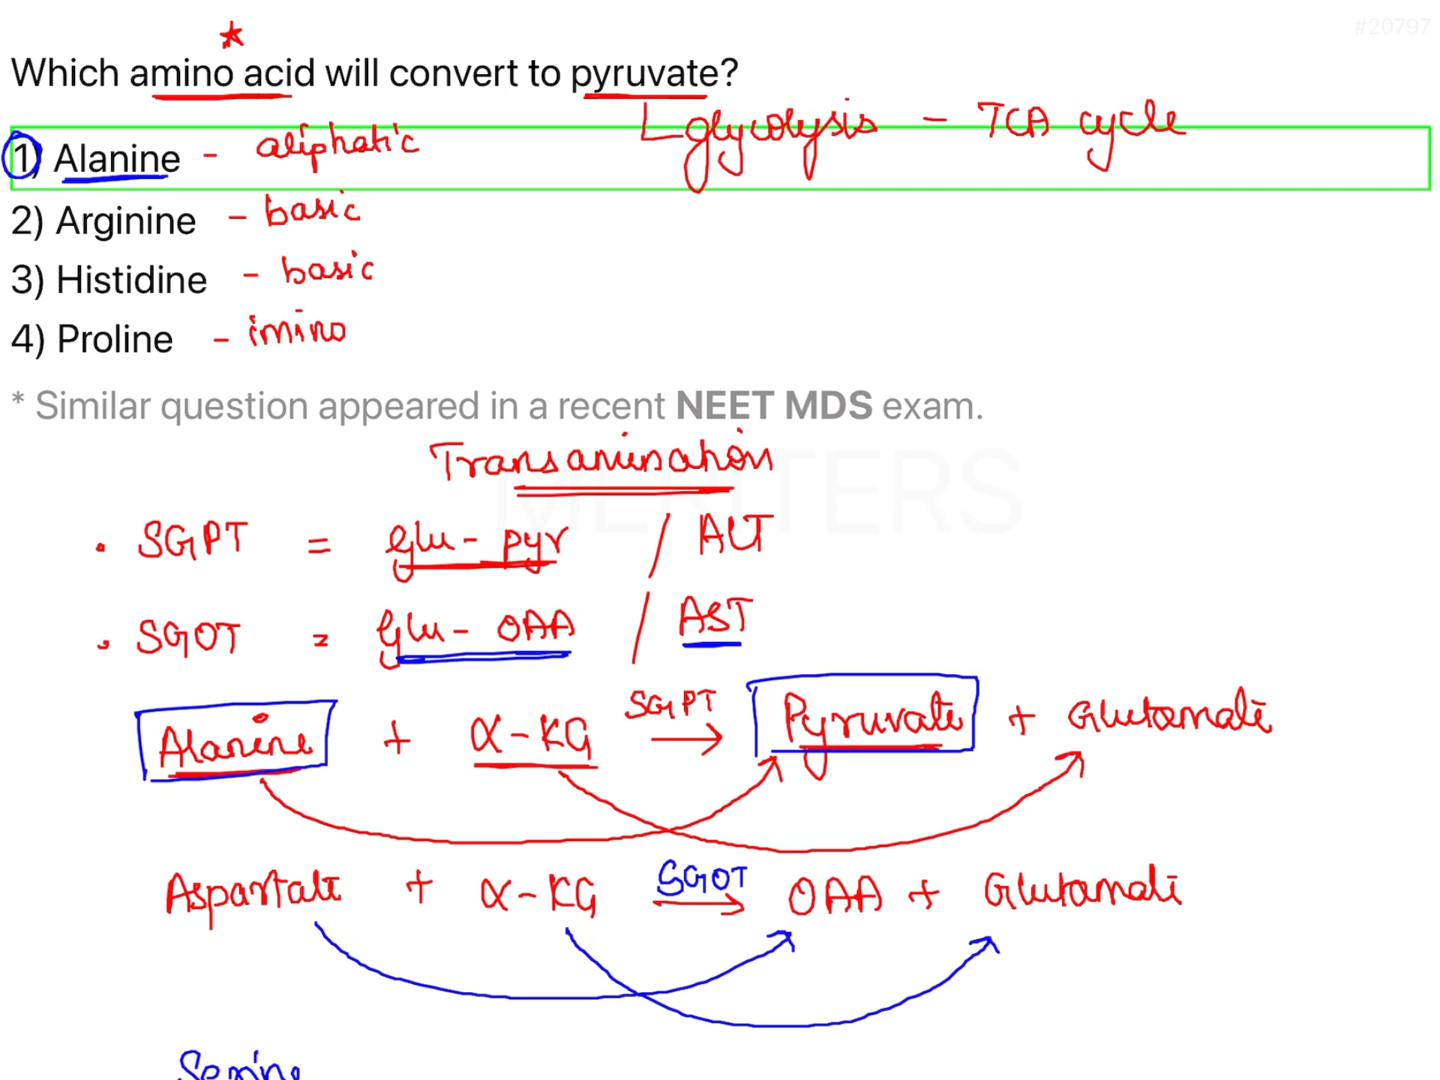 #20797
Which amino acid will convert to pyruvate?
glycolysis - TCA cycle
1) Alanine - aliphatic
2) Arginine - basic
3) Histidine - basic
4) Proline - imino
* Similar question appeared in a recent NEET MDS exam.
MENTERS
Transamination
• SGPT = glu - pyr / ALT
• SGOT = Glu - OAA / AST
Alanine + α-KG SGPT → Pyruvate + Glutamate
Aspartate + α-KG SGOT → OAA + Glutamate
Serine